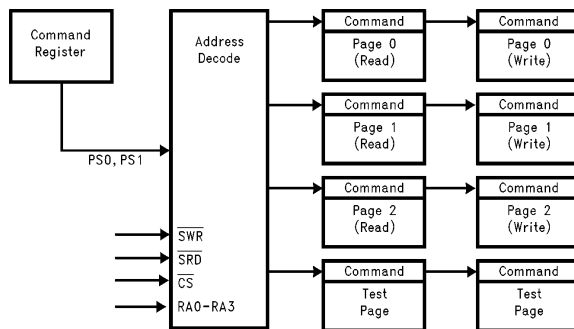 Command
Register
Address
Decode
PS0, PS1
SWR
SRD
CS
RA0-RA3
Command
Page 0
(Read)
Command
Page 0
(Write)
Command
Page 1
(Read)
Command
Page 1
(Write)
Command
Page 2
(Read)
Command
Page 2
(Write)
Command
Test
Page
Command
Test
Page